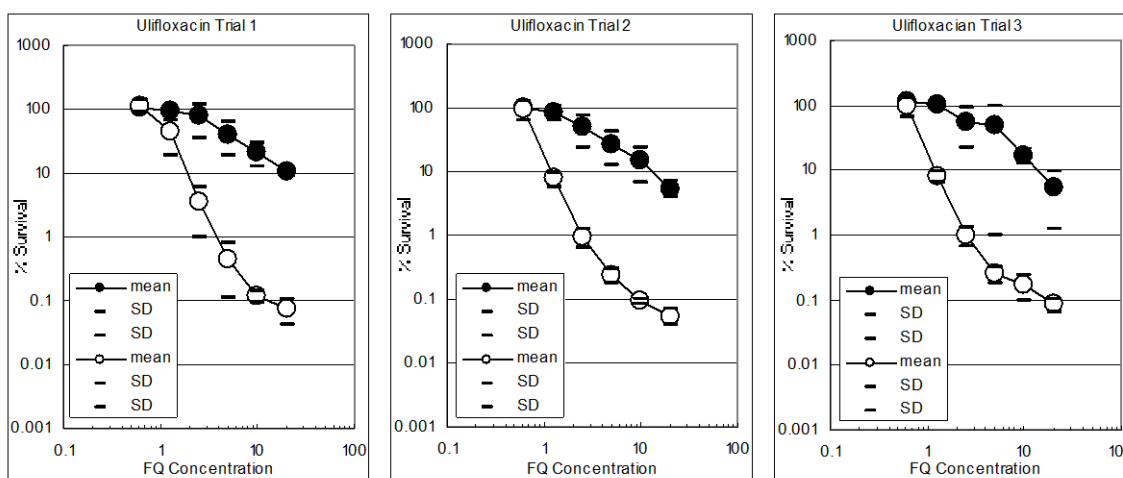 Ulifloxacin Trial 1
1000
100
10
1
0.1
0.01
0.001
% Survival
mean
SD
SD
mean
SD
SD
0.1 1 10 100
FQ Concentration
Ulifloxacin Trial 2
1000
100
10
1
0.1
0.01
0.001
% Survival
mean
SD
SD
mean
SD
SD
0.1 1 10 100
FQ Concentration
Ulifloxacian Trial 3
1000
100
10
1
0.1
0.01
0.001
% Survival
mean
SD
SD
mean
SD
SD
0.1 1 10 10
FQ Concentration